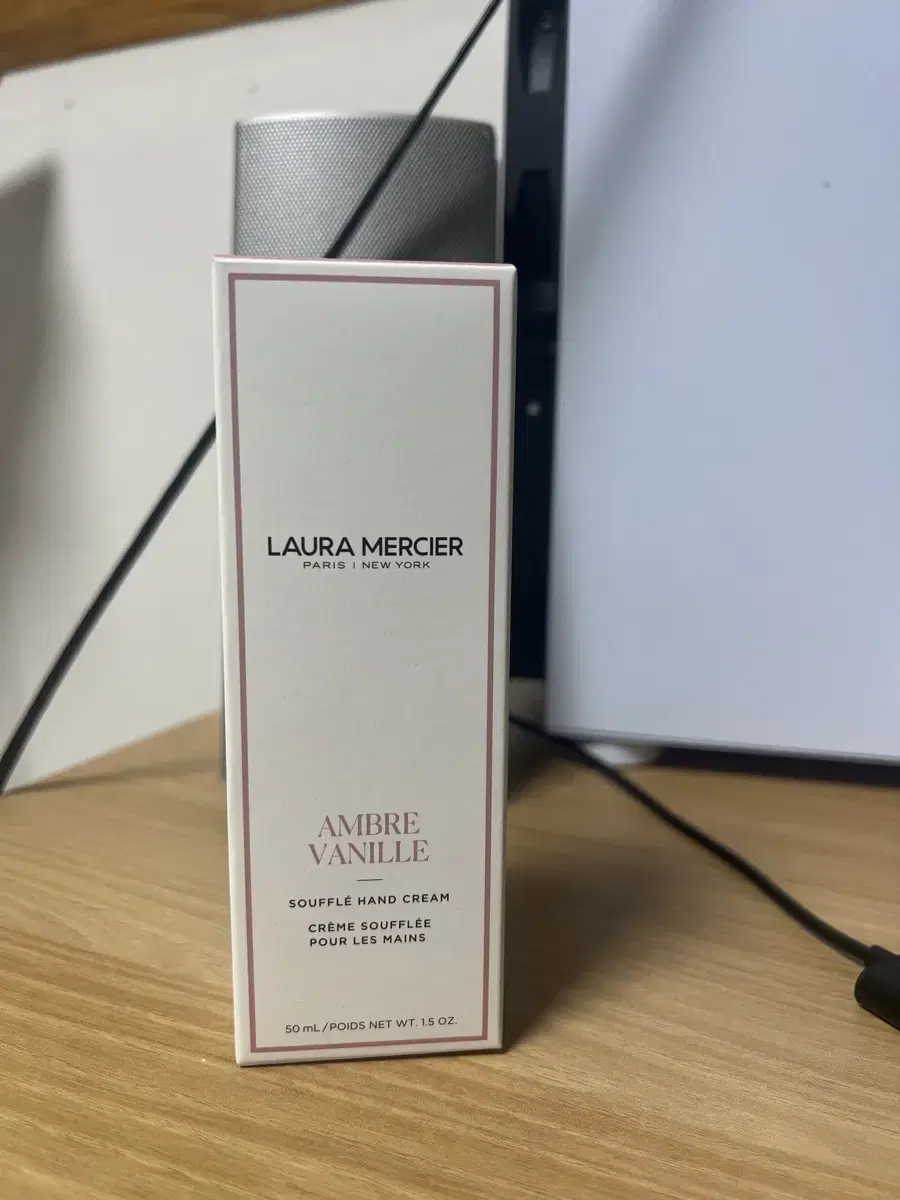 LAURA MERCIER
PARIS | NEW YORK
AMBRE
VANILLE
SOUFFLÉ HAND CREAM
CRÈME SOUFFLÉE
POUR LES MAINS
50 mL/POIDS NET WT. 1.5 OZ.